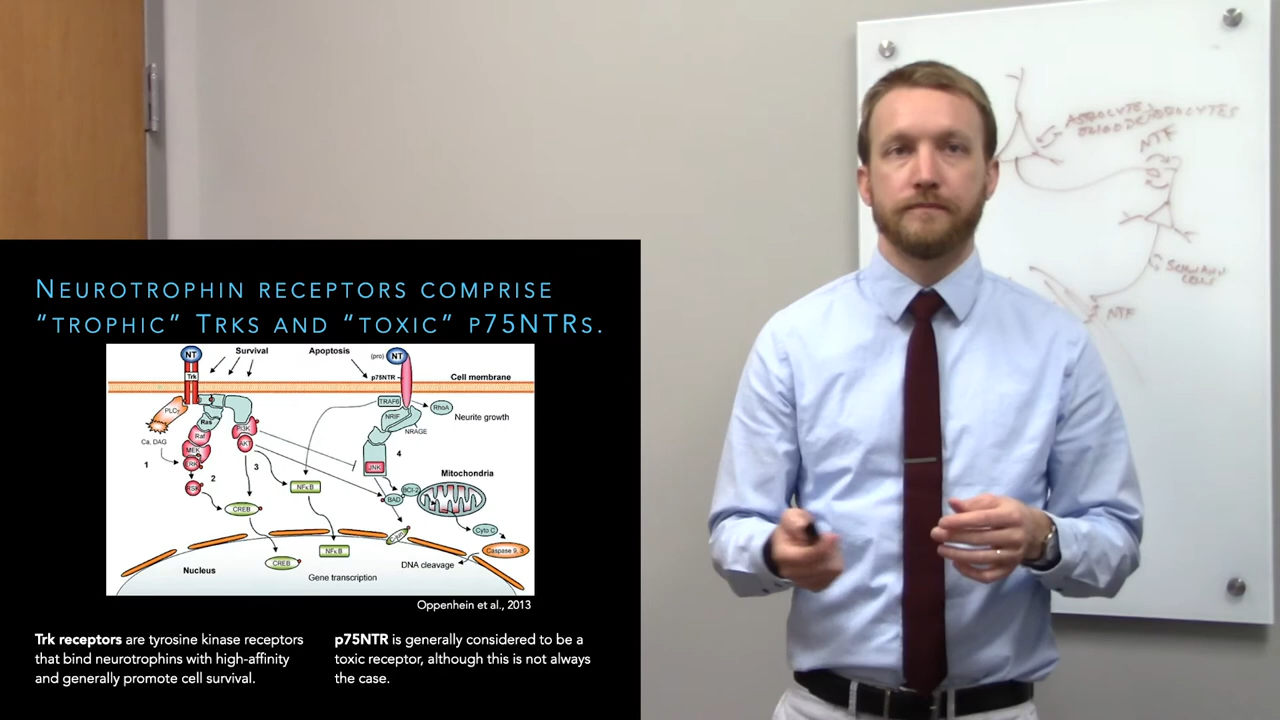 NEUROTROPHIN RECEPTORS COMPRISE
“TROPHIC” TRKS AND “TOXIC” P75NTRS.
NT
Survival
Apoptosis
(pro) NT
Trk
p75NTR
Cell membrane
PLCγ
Ras
TRAF6
RhoA
NRIF
Neurite growth
Raf
PI3K
NRAGE
Ca, DAG
MEK
AKT
1
3
4
JNK
2
Mitochondria
NFκB
BAD
Bcl-2
CREB
Cyto C
NFκB
Caspase 9, 3
CREB
DNA cleavage
Nucleus
Gene transcription
Oppenhein et al., 2013
Trk receptors are tyrosine kinase receptors
that bind neurotrophins with high-affinity
and generally promote cell survival.
p75NTR is generally considered to be a
toxic receptor, although this is not always
the case.
ASTROCYTES
OLIGODENDROCYTES
NTF
SCHWANN
CELLS
NTF